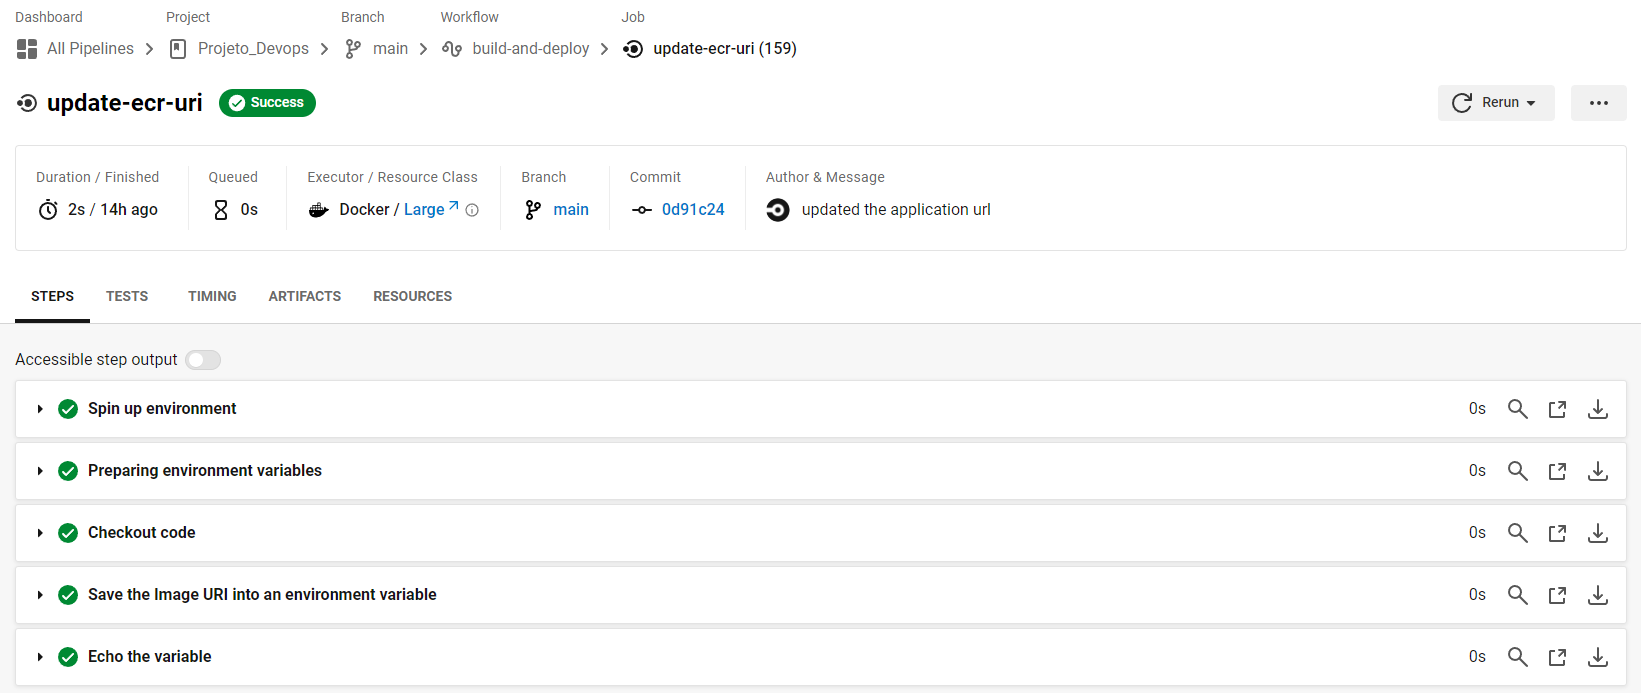 Dashboard Project Branch Workflow Job
All Pipelines Projeto_Devops main build-and-deploy update-ecr-uri (159)
update-ecr-uri Success Rerun
Duration / Finished Queued Executor / Resource Class Branch Commit Author & Message
2s / 14h ago 0s Docker / Large main 0d91c24 updated the application url
STEPS TESTS TIMING ARTIFACTS RESOURCES
Accessible step output
Spin up environment 0s
Preparing environment variables 0s
Checkout code 0s
Save the Image URI into an environment variable 0s
Echo the variable 0s